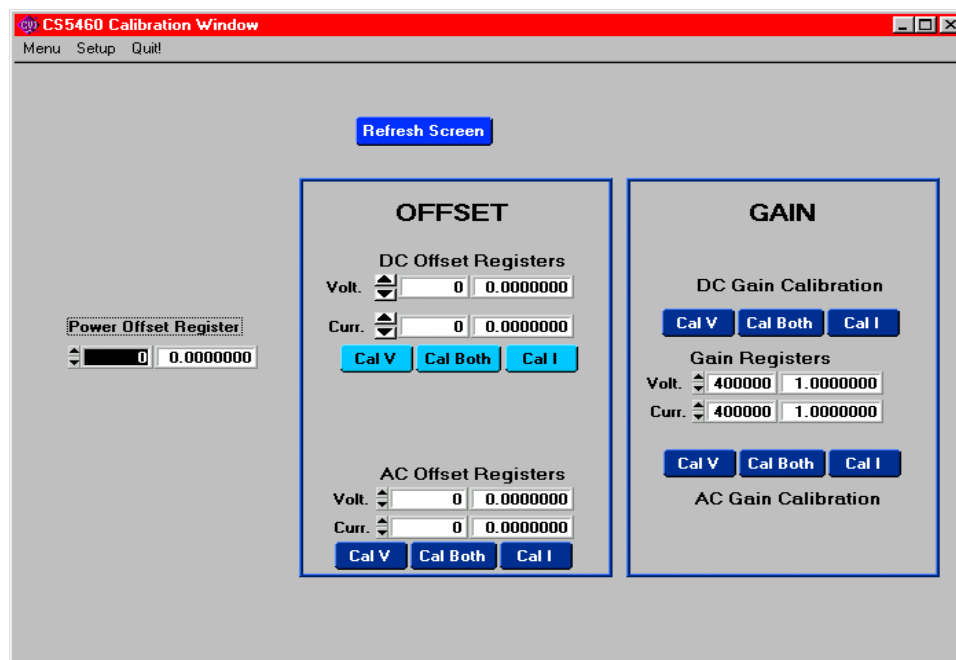 CVI CS5460 Calibration Window
Menu Setup Quit!
Refresh Screen
Power Offset Register
0 0.0000000
OFFSET
DC Offset Registers
Volt. 0 0.0000000
Curr. 0 0.0000000
Cal V Cal Both Cal I
AC Offset Registers
Volt. 0 0.0000000
Curr. 0 0.0000000
Cal V Cal Both Cal I
GAIN
DC Gain Calibration
Cal V Cal Both Cal I
Gain Registers
Volt. 400000 1.0000000
Curr. 400000 1.0000000
Cal V Cal Both Cal I
AC Gain Calibration